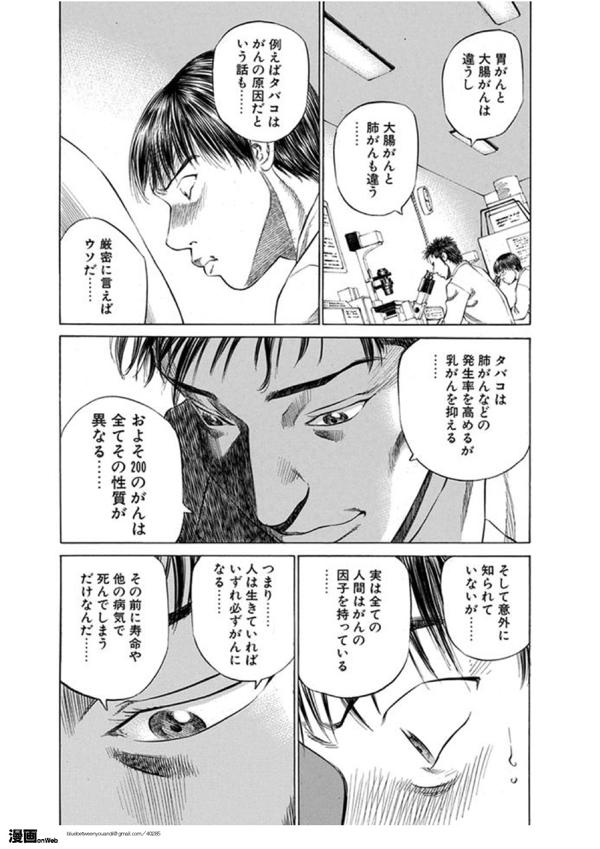 胃がんと
大腸がんは
違うし
大腸がんと
肺がんも違う
……
例えばタバコは
がんの原因だと
いう話も……
厳密に言えば
ウソだ……
タバコは
肺がんなどの
発生率を高めるが
乳がんを抑える
およそ200のがんは
全てその性質が
異なる……
そして意外に
知られて
いないが……
実は全ての
人間はがんの
因子を持っている
……
つまり……
人は生きていれば
いずれ必ずがんに
なる……
その前に寿命や
他の病気で
死んでしまう
だけなんだ……
漫画onWeb
bluebetweenyouandi@gmail.com/40285